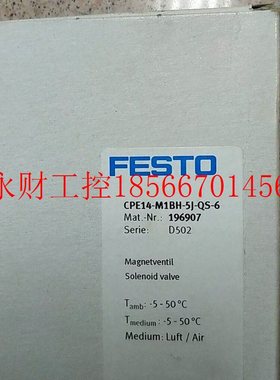 FESTO
CPE14-M1BH-5J-QS-6
Mat.-Nr.: 196907
永财工控18566701456
Serie: D502
Magnetventil
Solenoid valve
Tamb: -5 - 50°C
Tmedium: -5 - 50°C
Medium: Luft / Air